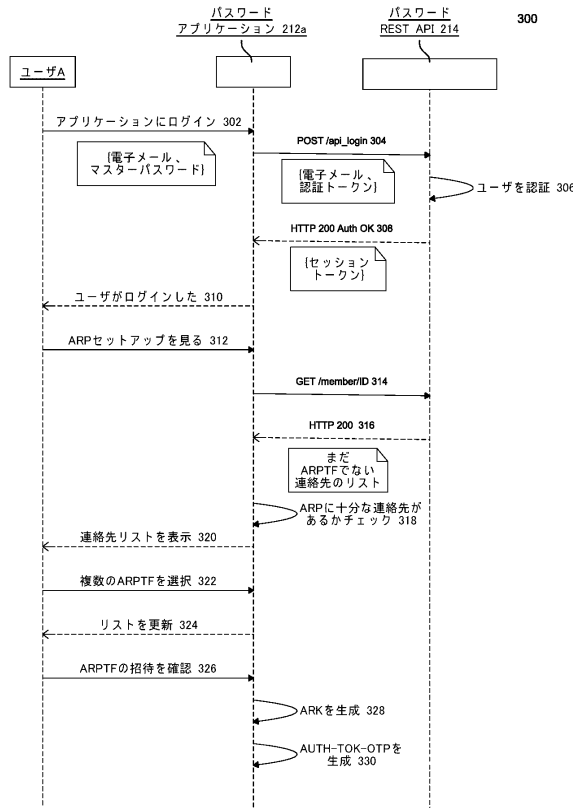 300
パスワード
アプリケーション 212a
パスワード
REST API 214
ユーザA
アプリケーションにログイン 302
{電子メール、
マスターパスワード}
POST /api_login 304
{電子メール、
認証トークン}
ユーザを認証 306
HTTP 200 Auth OK 308
{セッション
トークン}
ユーザがログインした 310
ARPセットアップを見る 312
GET /member/ID 314
HTTP 200 316
まだ
ARPTFでない
連絡先のリスト
ARPに十分な連絡先が
あるかチェック 318
連絡先リストを表示 320
複数のARPTFを選択 322
リストを更新 324
ARPTFの招待を確認 326
ARKを生成 328
AUTH-TOK-OTPを
生成 330